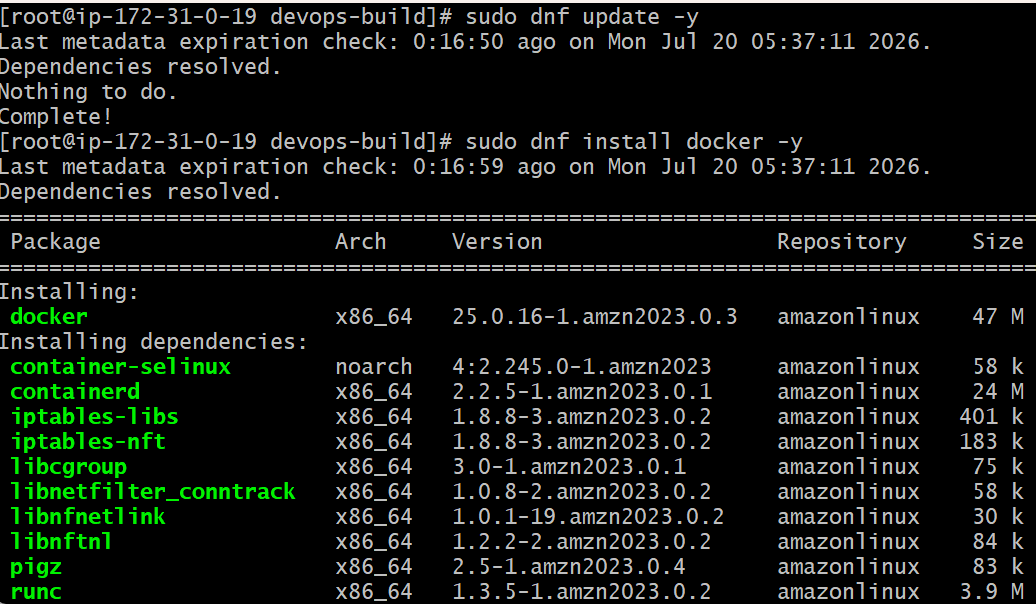 [root@ip-172-31-0-19 devops-build]# sudo dnf update -y
Last metadata expiration check: 0:16:50 ago on Mon Jul 20 05:37:11 2026.
Dependencies resolved.
Nothing to do.
Complete!
[root@ip-172-31-0-19 devops-build]# sudo dnf install docker -y
Last metadata expiration check: 0:16:59 ago on Mon Jul 20 05:37:11 2026.
Dependencies resolved.
================================================================================
Package Arch Version Repository Size
================================================================================
Installing:
docker x86_64 25.0.16-1.amzn2023.0.3 amazonlinux 47 M
Installing dependencies:
container-selinux noarch 4:2.245.0-1.amzn2023 amazonlinux 58 k
containerd x86_64 2.2.5-1.amzn2023.0.1 amazonlinux 24 M
iptables-libs x86_64 1.8.8-3.amzn2023.0.2 amazonlinux 401 k
iptables-nft x86_64 1.8.8-3.amzn2023.0.2 amazonlinux 183 k
libcgroup x86_64 3.0-1.amzn2023.0.1 amazonlinux 75 k
libnetfilter_conntrack x86_64 1.0.8-2.amzn2023.0.2 amazonlinux 58 k
libnfnetlink x86_64 1.0.1-19.amzn2023.0.2 amazonlinux 30 k
libnftnl x86_64 1.2.2-2.amzn2023.0.2 amazonlinux 84 k
pigz x86_64 2.5-1.amzn2023.0.4 amazonlinux 83 k
runc x86_64 1.3.5-1.amzn2023.0.2 amazonlinux 3.9 M